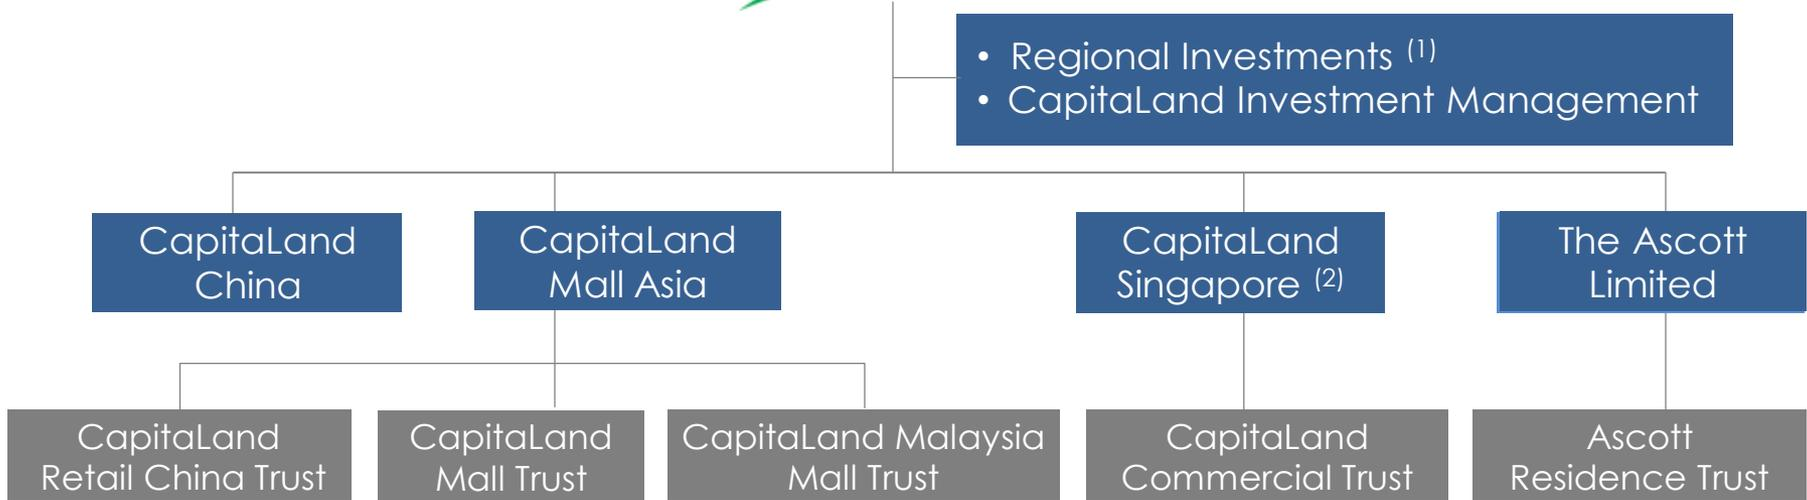 • Regional Investments (1)
• CapitaLand Investment Management
CapitaLand
China
CapitaLand
Mall Asia
CapitaLand
Singapore (2)
The Ascott
Limited
CapitaLand
Retail China Trust
CapitaLand
Mall Trust
CapitaLand Malaysia
Mall Trust
CapitaLand
Commercial Trust
Ascott
Residence Trust